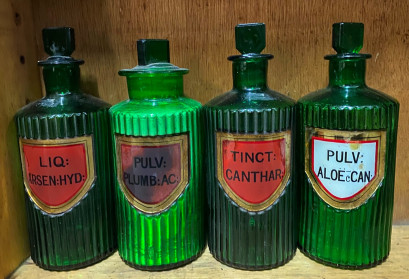 LIQ:
ARSEN:HYD:
PULV:
PLUMB:AC:
TINCT:
CANTHAR:
PULV:
ALOE:CAN: